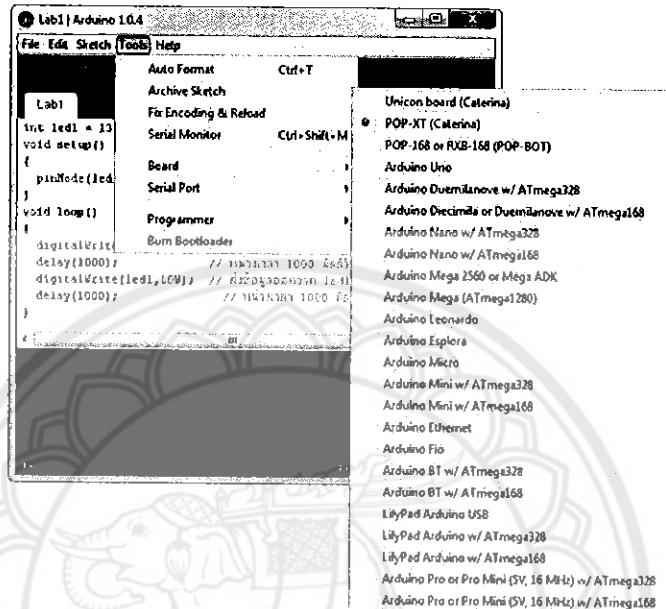 Lab1 | Arduino 1.0.4
File Edit Sketch Tools Help
Auto Format Ctrl+T
Archive Sketch
Fix Encoding & Reload
Serial Monitor Ctrl+Shift+M
Board
Serial Port
Programmer
Burn Bootloader
Lab1
int led1 = 13
void setup()
{
pinMode(led
}
void loop()
{
digitalWrite(
delay(1000); // 1000
digitalWrite(led1,LOW); //
delay(1000); // 1000
}
Unicon board (Caterina)
POP-XT (Caterina)
POP-168 or RXB-168 (POP-BOT)
Arduino Uno
Arduino Duemilanove w/ ATmega328
Arduino Diecimila or Duemilanove w/ ATmega168
Arduino Nano w/ ATmega328
Arduino Nano w/ ATmega168
Arduino Mega 2560 or Mega ADK
Arduino Mega (ATmega1280)
Arduino Leonardo
Arduino Esplora
Arduino Micro
Arduino Mini w/ ATmega328
Arduino Mini w/ ATmega168
Arduino Ethernet
Arduino Fio
Arduino BT w/ ATmega328
Arduino BT w/ ATmega168
LilyPad Arduino USB
LilyPad Arduino w/ ATmega328
LilyPad Arduino w/ ATmega168
Arduino Pro or Pro Mini (5V, 16 MHz) w/ ATmega328
Arduino Pro or Pro Mini (5V, 16 MHz) w/ ATmega168